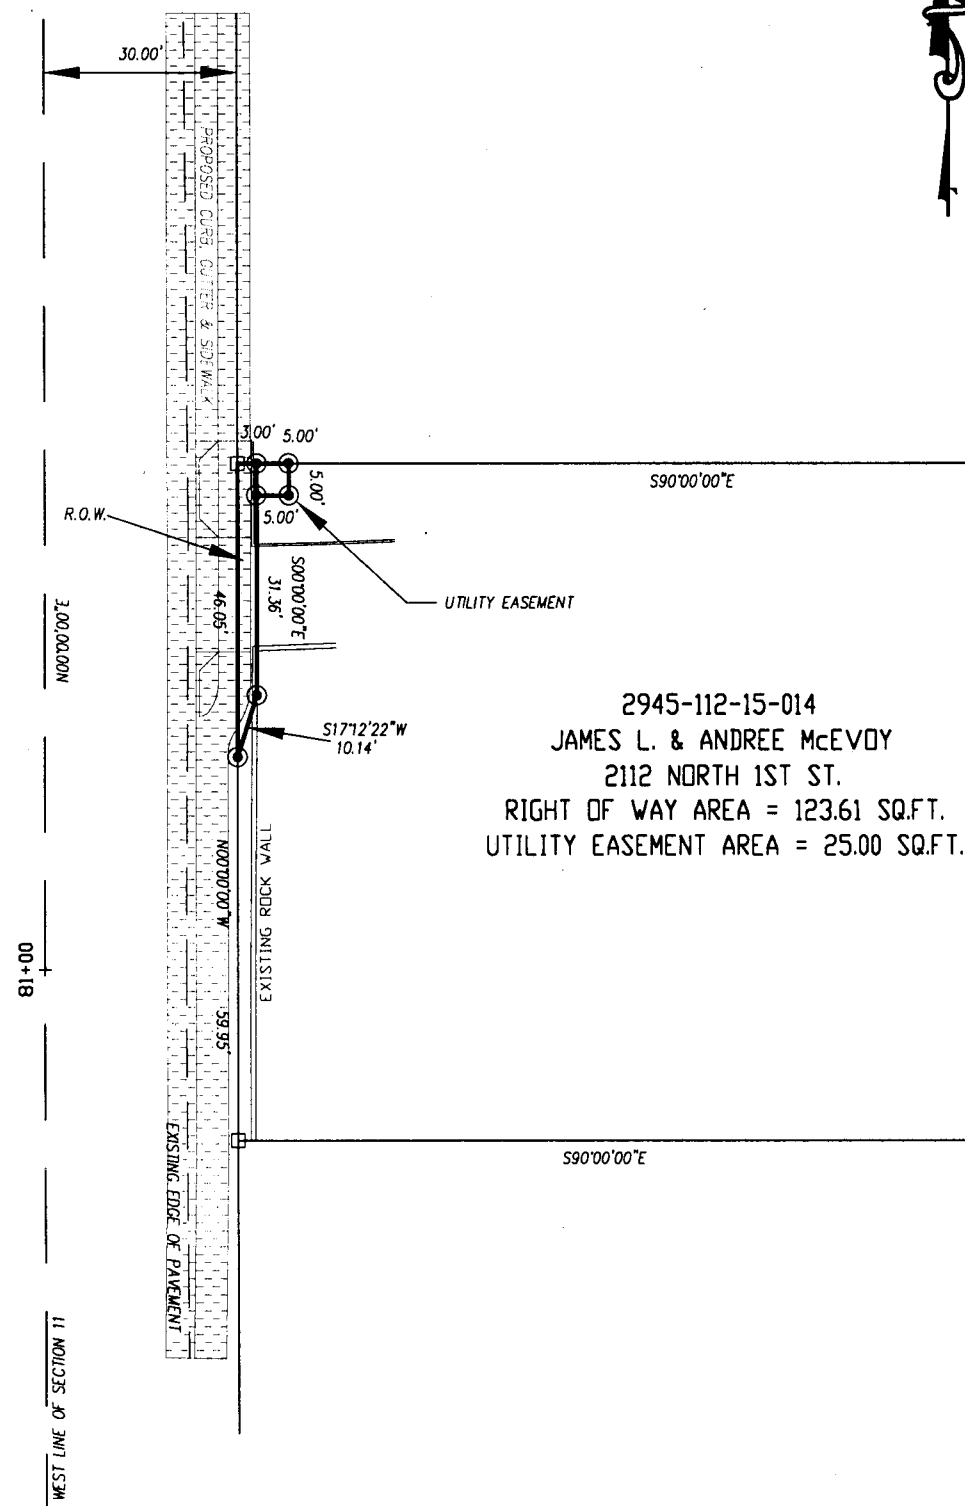 30.00'
PROPOSED CURB, GUTTER & SIDEWALK
3.00' 5.00'
5.00'
5.00'
S90°00'00"E
R.O.W.
UTILITY EASEMENT
S00°00'00"E
31.36'
46.05'
N00°00'00"E
S17°12'22"W
10.14'
2945-112-15-014
JAMES L. & ANDREE McEVOY
2112 NORTH 1ST ST.
RIGHT OF WAY AREA = 123.61 SQ.FT.
UTILITY EASEMENT AREA = 25.00 SQ.FT.
N00°00'00"W
EXISTING ROCK WALL
81+00
59.95'
EXISTING EDGE OF PAVEMENT
S90°00'00"E
WEST LINE OF SECTION 11